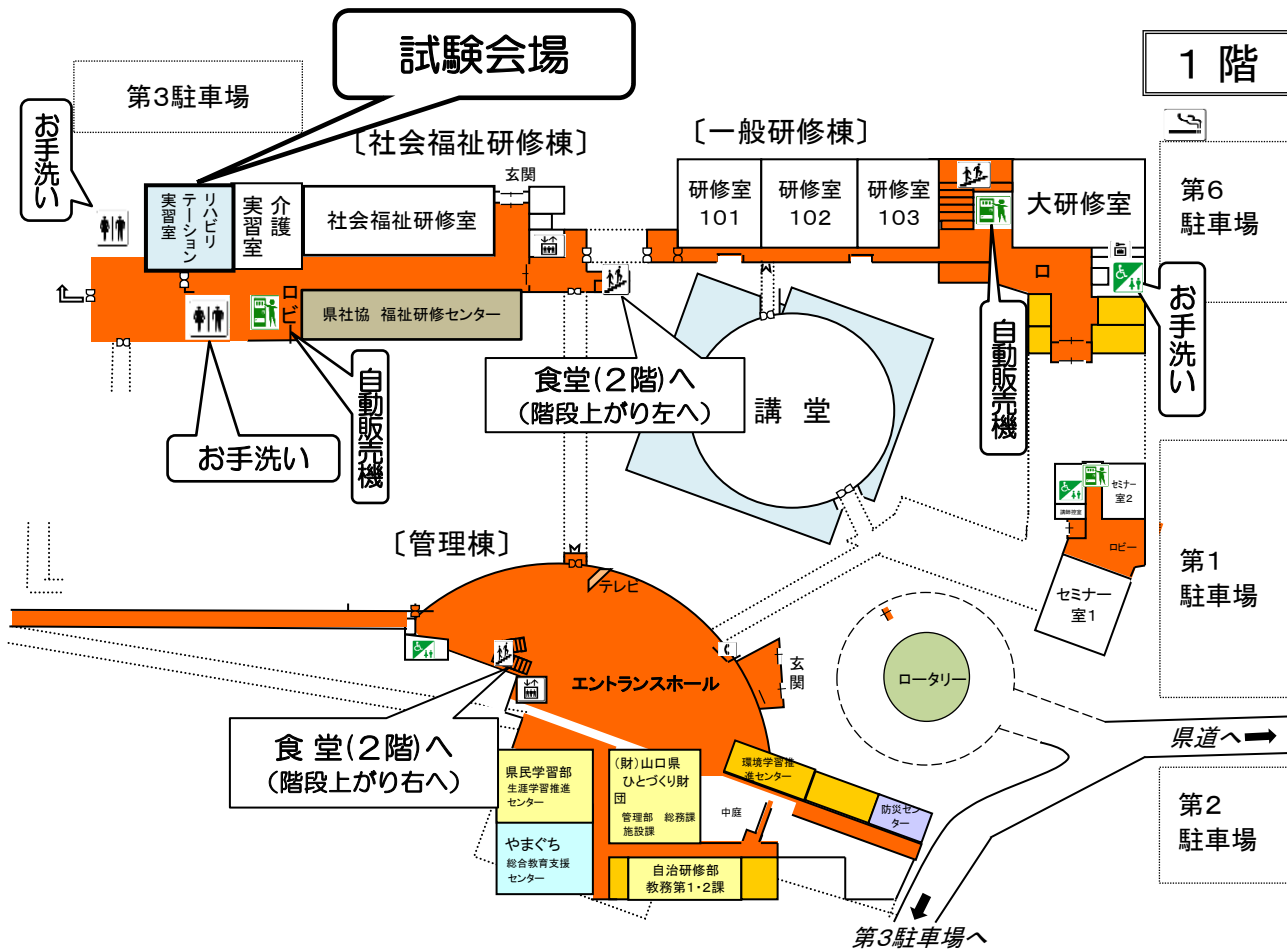 試験会場
1 階
第3駐車場
お手洗い
〔社会福祉研修棟〕
〔一般研修棟〕
玄関
リハビリ
テーション
実習室
介護
実習室
社会福祉研修室
研修室
101
研修室
102
研修室
103
大研修室
第6
駐車場
ロビ
県社協 福祉研修センター
ロ
お手洗い
自動販売機
お手洗い
食堂(2階)へ
(階段上がり左へ)
講 堂
自動販売機
〔管理棟〕
テレビ
セミナー
室2
講師控室
ロビー
セミナー
室1
第1
駐車場
エントランスホール
玄
関
ロータリー
食 堂(2階)へ
(階段上がり右へ)
県道へ
県民学習部
生涯学習推進
センター
(財)山口県
ひとづくり財
団
管理部 総務課
施設課
環境学習推
進センター
防災セン
ター
中庭
やまぐち
総合教育支援
センター
自治研修部
教務第1・2課
第2
駐車場
第3駐車場へ